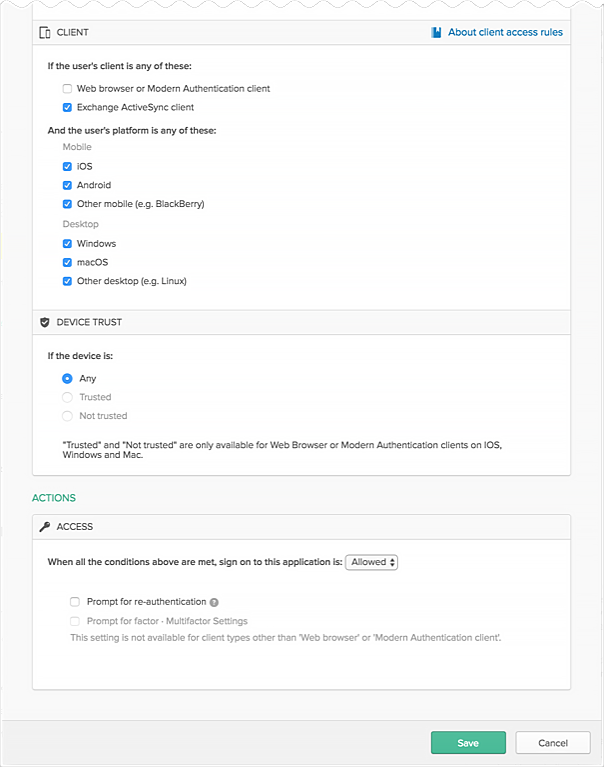 CLIENT
About client access rules
If the user's client is any of these:
Web browser or Modern Authentication client
Exchange ActiveSync client
And the user's platform is any of these:
Mobile
iOS
Android
Other mobile (e.g. BlackBerry)
Desktop
Windows
macOS
Other desktop (e.g. Linux)
DEVICE TRUST
If the device is:
Any
Trusted
Not trusted
"Trusted" and "Not trusted" are only available for Web Browser or Modern Authentication clients on IOS,
Windows and Mac.
ACTIONS
ACCESS
When all the conditions above are met, sign on to this application is: Allowed
Prompt for re-authentication ?
Prompt for factor - Multifactor Settings
This setting is not available for client types other than 'Web browser' or 'Modern Authentication client'.
Save
Cancel